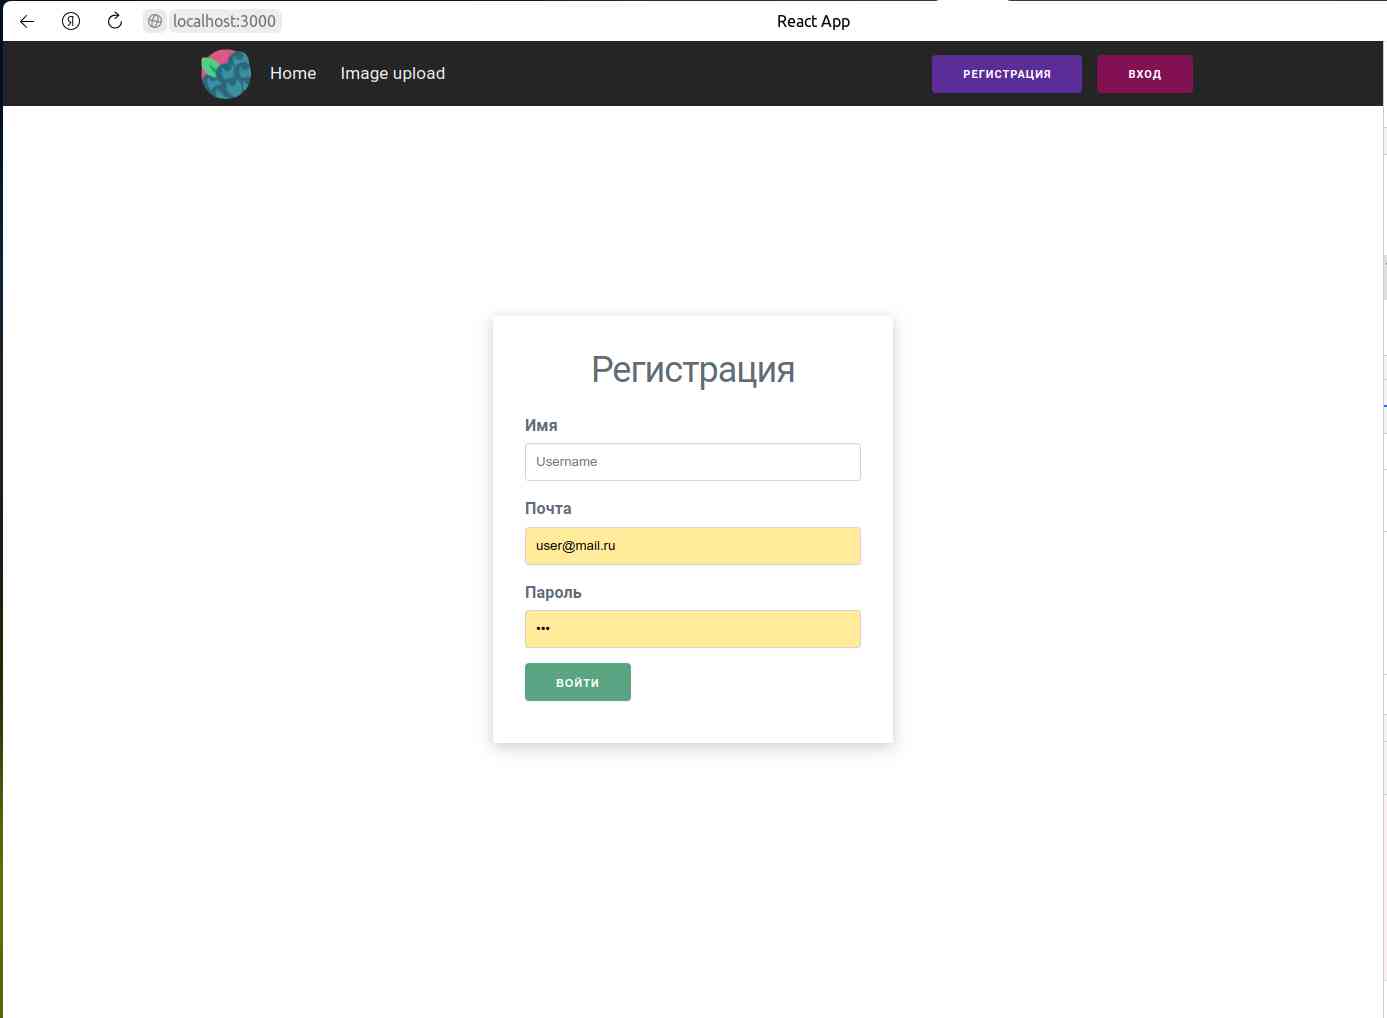 localhost:3000
React App
Home
Image upload
РЕГИСТРАЦИЯ
ВХОД
Регистрация
Имя
Username
Почта
user@mail.ru
Пароль
•••
ВОЙТИ